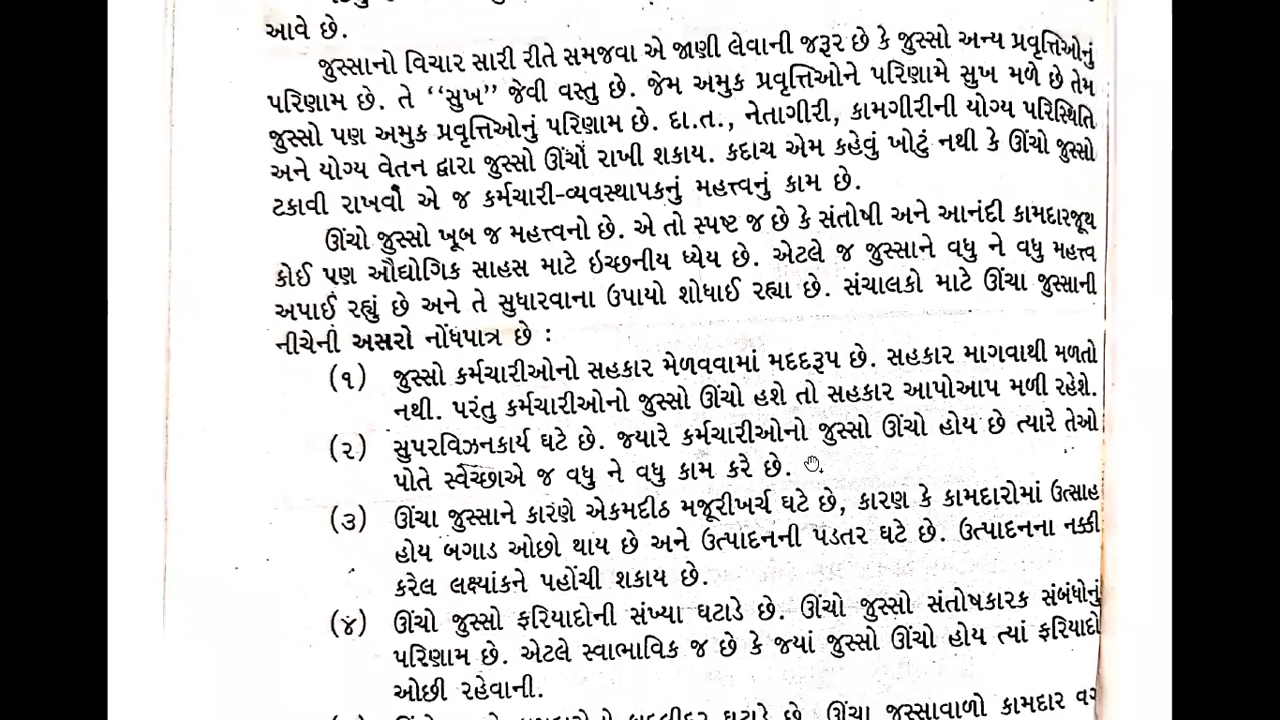 આવે છે.
જુસ્સાનો વિચાર સારી રીતે સમજવા એ જાણી લેવાની જરૂર છે કે જુસ્સો અન્ય પ્રવૃત્તિઓનું
પરિણામ છે. તે “સુખ” જેવી વસ્તુ છે. જેમ અમુક પ્રવૃત્તિઓને પરિણામે સુખ મળે છે તેમ
જુસ્સો પણ અમુક પ્રવૃત્તિઓનું પરિણામ છે. દા.ત., નેતાગીરી, કામગીરીની યોગ્ય પરિસ્થિતિ
અને યોગ્ય વેતન દ્વારા જુસ્સો ઊંચો રાખી શકાય. કદાચ એમ કહેવું ખોટું નથી કે ઊંચો જુસ્સો
ટકાવી રાખવો એ જ કર્મચારી-વ્યવસ્થાપકનું મહત્ત્વનું કામ છે.
ઊંચો જુસ્સો ખૂબ જ મહત્ત્વનો છે. એ તો સ્પષ્ટ જ છે કે સંતોષી અને આનંદી કામદારજૂથ
કોઈ પણ ઔદ્યોગિક સાહસ માટે ઇચ્છનીય ધ્યેય છે. એટલે જ જુસ્સાને વધુ ને વધુ મહત્ત્વ
અપાઈ રહ્યું છે અને તે સુધારવાના ઉપાયો શોધાઈ રહ્યા છે. સંચાલકો માટે ઊંચા જુસ્સાની
નીચેની અસરો નોંધપાત્ર છે :
(૧) જુસ્સો કર્મચારીઓનો સહકાર મેળવવામાં મદદરૂપ છે. સહકાર માગવાથી મળતો
નથી. પરંતુ કર્મચારીઓનો જુસ્સો ઊંચો હશે તો સહકાર આપોઆપ મળી રહેશે.
(૨) સુપરવિઝનકાર્ય ઘટે છે. જ્યારે કર્મચારીઓનો જુસ્સો ઊંચો હોય છે ત્યારે તેઓ
પોતે સ્વેચ્છાએ જ વધુ ને વધુ કામ કરે છે.
(૩) ઊંચા જુસ્સાને કારણે એકમદીઠ મજૂરીખર્ચ ઘટે છે, કારણ કે કામદારોમાં ઉત્સાહ
હોય બગાડ ઓછો થાય છે અને ઉત્પાદનની પડતર ઘટે છે. ઉત્પાદનના નક્કી
કરેલ લક્ષ્યાંકને પહોંચી શકાય છે.
(૪) ઊંચો જુસ્સો ફરિયાદોની સંખ્યા ઘટાડે છે. ઊંચો જુસ્સો સંતોષકારક સંબંધોનું
પરિણામ છે. એટલે સ્વાભાવિક જ છે કે જ્યાં જુસ્સો ઊંચો હોય ત્યાં ફરિયાદો
ઓછી રહેવાની.
ઘટાડે છે. ઊંચા જુસ્સાવાળો કામદાર